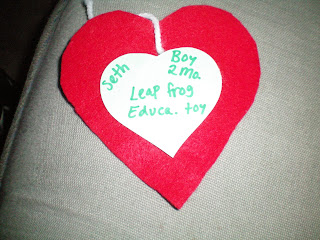 Seth
Boy
2 mo.
Leap frog
Educa. toy